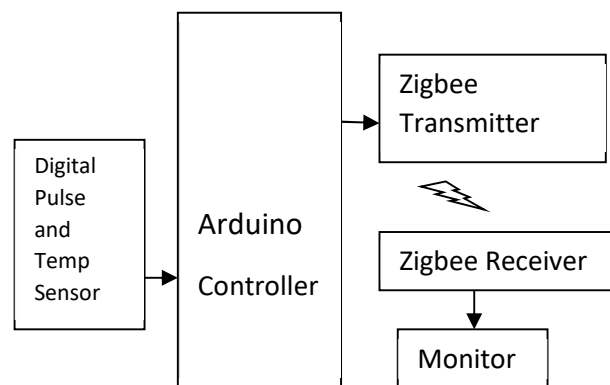 Digital
Pulse
and
Temp
Sensor
Arduino
Controller
Zigbee
Transmitter
Zigbee Receiver
Monitor